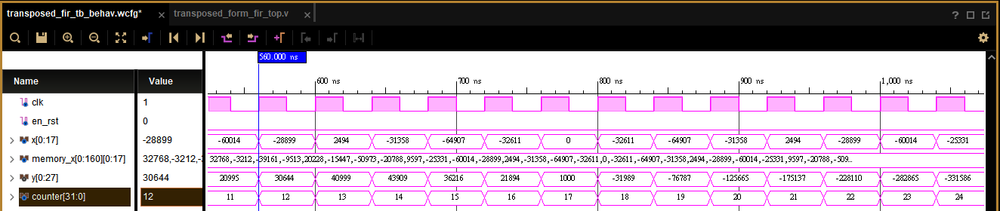 transposed_fir_tb_behav.wcfg* × transposed_form_fir_top.v ×
?
560.000 ns
Name Value
600 ns 700 ns 800 ns 900 ns 1,000 ns
clk 1
en_rst 0
x[0:17] -28899 -60014 -28899 2494 -31358 -64907 -32611 0 -32611 -64907 -31358 2494 -28899 -60014 -25331
memory_x[0:160][0:17] 32768,-3212,-3 32768,-3212,-39161,-9513,20228,-15447,-50973,-20788,9597,-25331,-60014,-28899,2494,-31358,-64907,-32611,0,-32611,-64907,-31358,2494,-28899,-60014,-25331,9597,-20788,-509...
y[0:27] 30644 20995 30644 40999 43909 36216 21894 1000 -31989 -76787 -125665 -175137 -228110 -282865 -331586
counter[31:0] 12 11 12 13 14 15 16 17 18 19 20 21 22 23 24